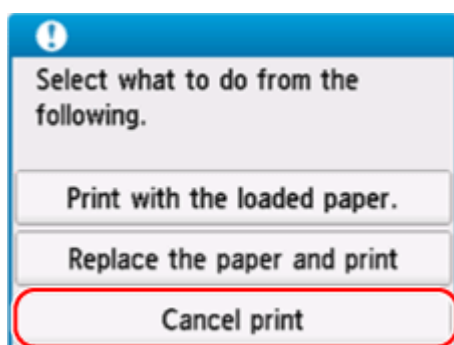 Select what to do from the
following.
Print with the loaded paper.
Replace the paper and print
Cancel print